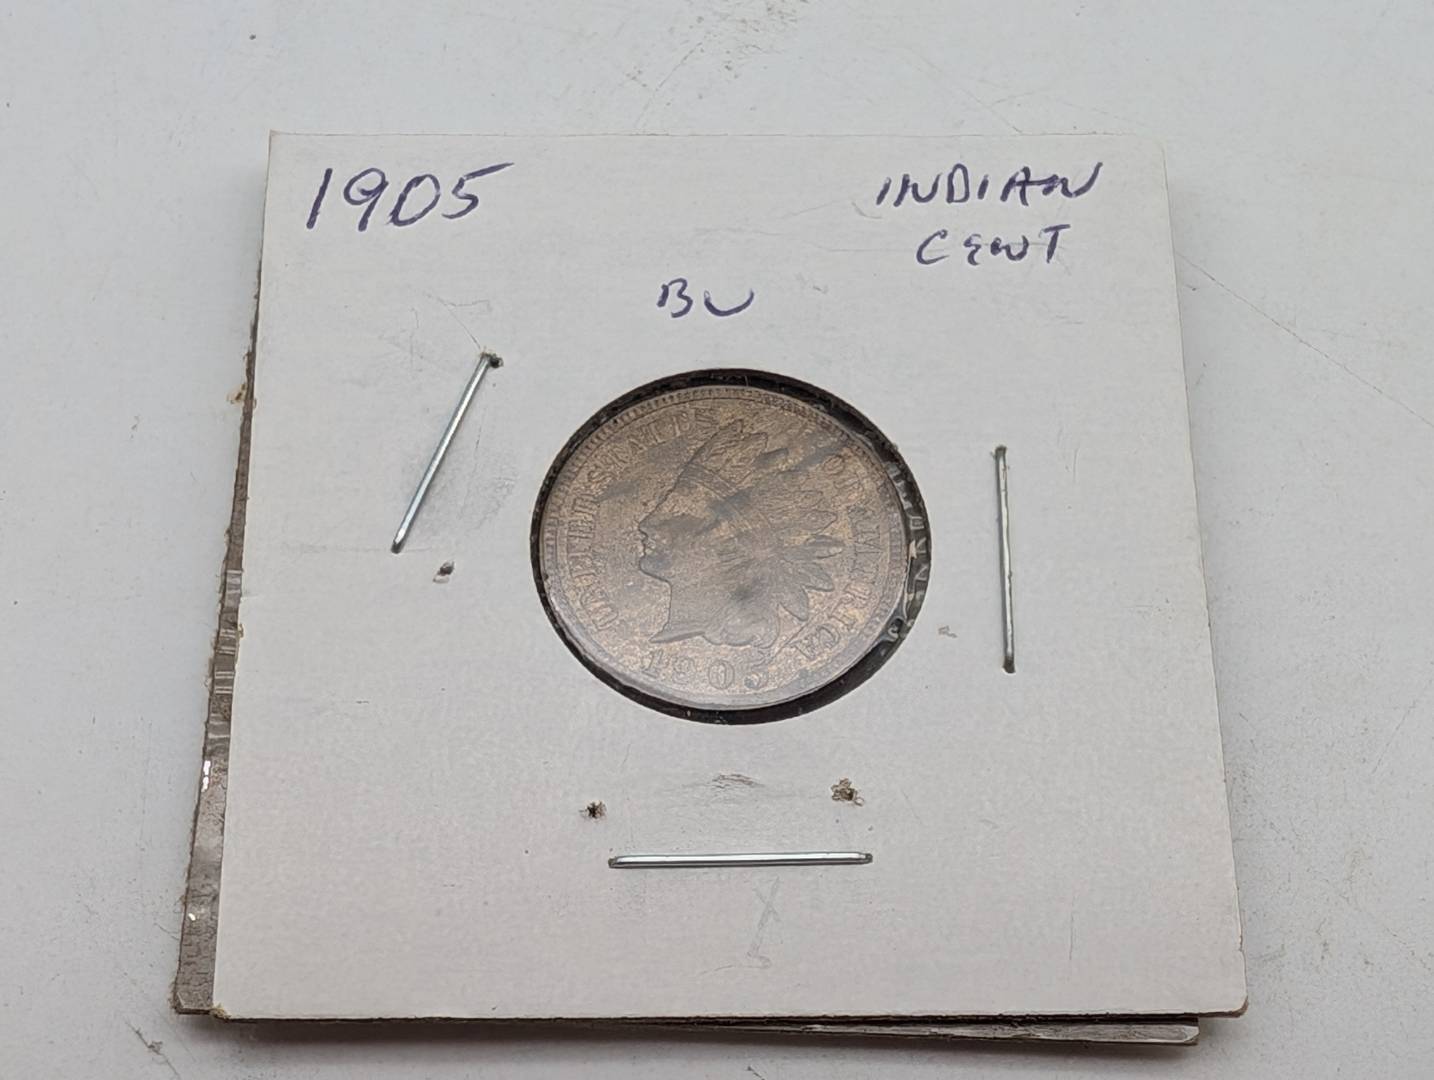 1905
INDIAN
CENT
BU
UNITED STATES OF AMERICA
1905